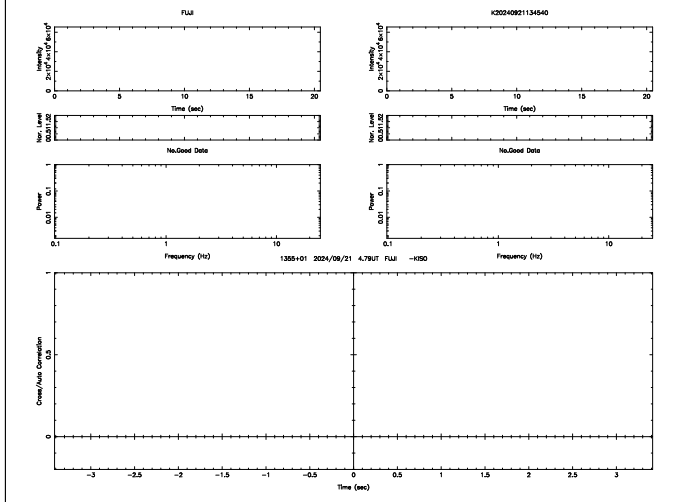 FUJI
K20240921134540
Intensity
0 2×10⁴ 4×10⁴ 6×10⁴
0 5 10 15 20
Time (sec)
Intensity
0 2×10⁴ 4×10⁴ 6×10⁴
0 5 10 15 20
Time (sec)
Nor. Level
00.511.52
Nor. Level
00.511.52
No.Good Data
No.Good Data
Power
0.01 0.1 1
0.1 1 10
Frequency (Hz)
Power
0.01 0.1 1
0.1 1 10
Frequency (Hz)
1355+01 2024/09/21 4.79UT FUJI -KISO
Cross/Auto Correlation
0 0.5 1
-3 -2.5 -2 -1.5 -1 -0.5 0 0.5 1 1.5 2 2.5 3
Time (sec)